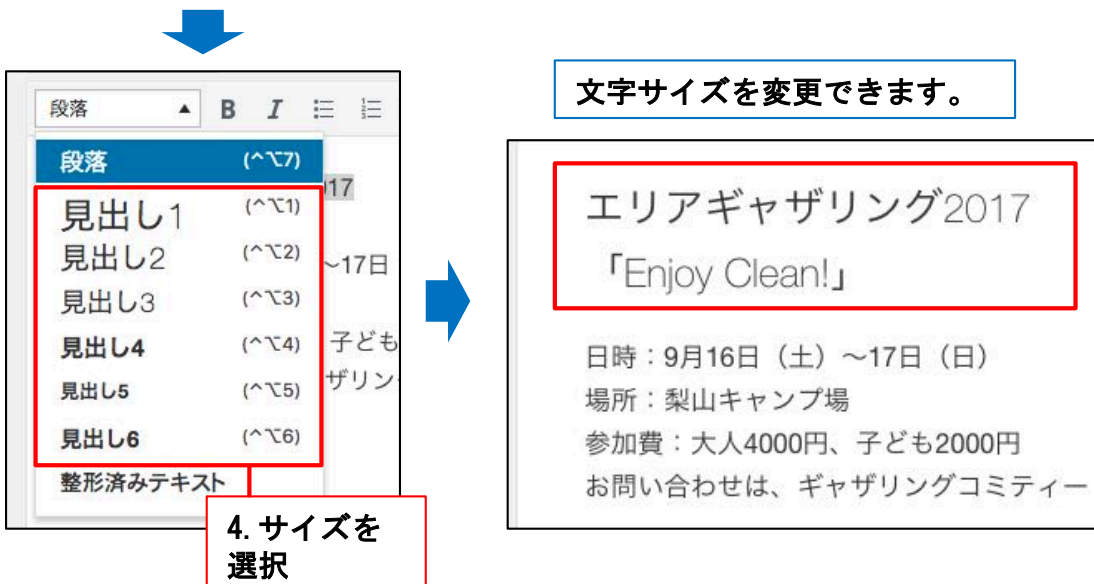 段落 ▲ B I
段落 (^⌥7)
見出し1 (^⌥1)
見出し2 (^⌥2)
見出し3 (^⌥3)
見出し4 (^⌥4)
見出し5 (^⌥5)
見出し6 (^⌥6)
整形済みテキスト
017
～17日
子ども
ザリン
4. サイズを
選択
文字サイズを変更できます。
エリアギャザリング2017
「Enjoy Clean!」
日時：9月16日（土）～17日（日）
場所：梨山キャンプ場
参加費：大人4000円、子ども2000円
お問い合わせは、ギャザリングコミティー